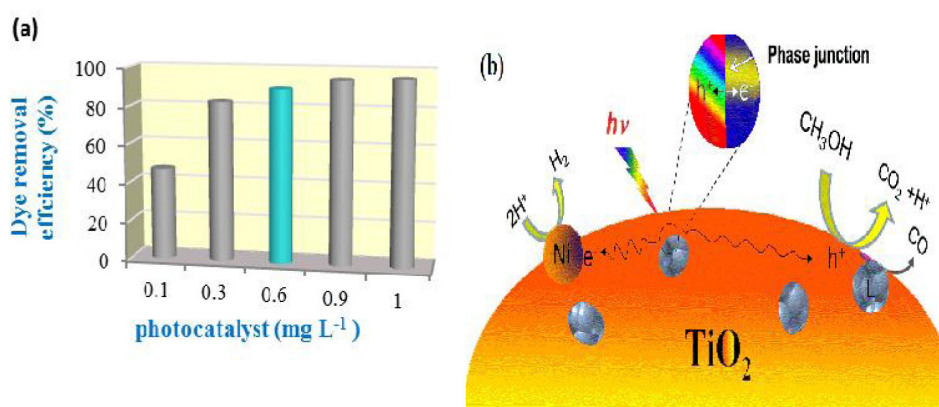 (a)
Dye removal
effciency (%)
100
80
60
40
20
0
0.1 0.3 0.6 0.9 1
photocatalyst (mg L⁻¹)
(b)
Phase junction
h⁺ e⁻
hν
H₂
2H⁺
Ni e
CH₃OH
CO₂ +H⁺
CO
h⁺
L
TiO₂